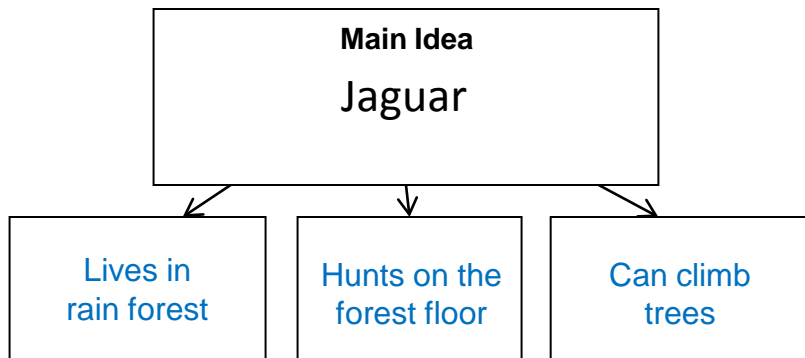 Main Idea
Jaguar
Lives in
rain forest
Hunts on the
forest floor
Can climb
trees